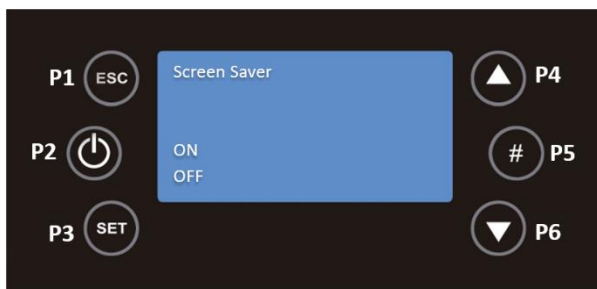 P1 ESC
Screen Saver
P4
P2
ON
# P5
OFF
P3 SET
P6